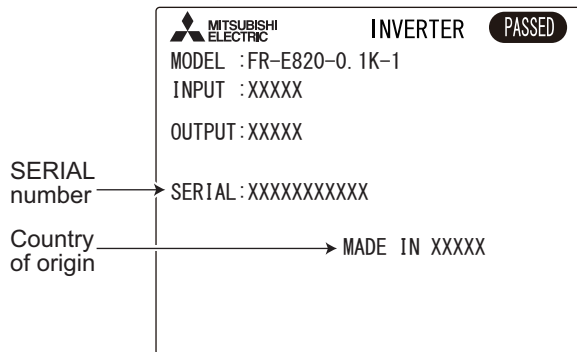 MITSUBISHI
ELECTRIC
INVERTER
PASSED
MODEL :FR-E820-0.1K-1
INPUT :XXXXX
OUTPUT:XXXXX
SERIAL
number
SERIAL:XXXXXXXXXXX
Country
of origin
MADE IN XXXXX